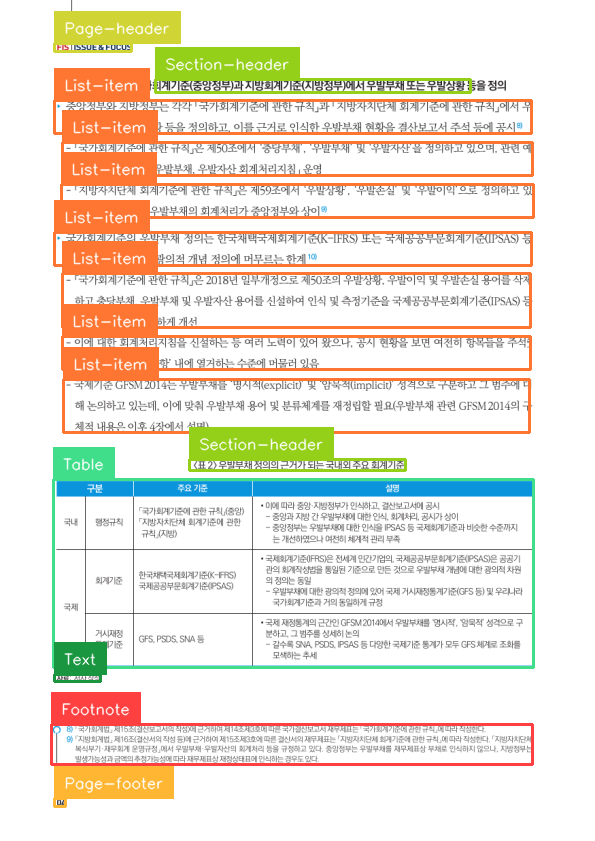 Page-header
FIS ISSUE & FOCUS
Section-header
회계기준(중앙정부)과 지방회계기준(지방정부)에서 우발부채 또는 우발상황 등을 정의
List-item
중앙정부와 지방정부는 각각 「국가회계기준에 관한 규칙」과 「지방자치단체 회계기준에 관한 규칙」에서 우
List-item
등을 정의하고, 이를 근거로 인식한 우발부채 현황을 결산보고서 주석 등에 공시⁸⁾
- 「국가회계기준에 관한 규칙」은 제50조에서 '충당부채', '우발부채' 및 '우발자산'을 정의하고 있으며, 관련 예
List-item
우발부채, 우발자산 회계처리지침」 운영
- 「지방자치단체 회계기준에 관한 규칙」은 제59조에서 '우발상황', '우발손실' 및 '우발이익'으로 정의하고 있
List-item
우발부채의 회계처리가 중앙정부와 상이⁹⁾
국가회계기준의 우발부채 정의는 한국채택국제회계기준(K-IFRS) 또는 국제공공부문회계기준(IPSAS) 등
List-item
광의적 개념 정의에 머무르는 한계¹⁰⁾
- 「국가회계기준에 관한 규칙」은 2018년 일부개정으로 제50조의 우발상황, 우발이익 및 우발손실 용어를 삭제
하고 충당부채, 우발부채 및 우발자산 용어를 신설하여 인식 및 측정기준을 국제공공부문회계기준(IPSAS) 등
List-item
하게 개선
- 이에 대한 회계처리지침을 신설하는 등 여러 노력이 있어 왔으나, 공시 현황을 보면 여전히 항목들을 주석,
List-item
내에 열거하는 수준에 머물러 있음
- 국제기준 GFSM 2014는 우발부채를 '명시적(explicit)' 및 '암묵적(implicit)' 성격으로 구분하고 그 범주에 대
해 논의하고 있는데, 이에 맞춰 우발부채 용어 및 분류체계를 재정립할 필요(우발부채 관련 GFSM 2014의 구
체적 내용은 이후 4장에서 설명)
Section-header
Table
〈표 2〉 우발부채 정의의 근거가 되는 국내외 주요 회계기준
구분 주요 기준 설명
국내 행정규칙 「국가회계기준에 관한 규칙」(중앙)
「지방자치단체 회계기준에 관한
규칙」(지방)
• 이에 따라 중앙·지방정부가 인식하고, 결산보고서에 공시
- 중앙과 지방 간 우발부채에 대한 인식, 회계처리, 공시가 상이
- 중앙정부는 우발부채에 대한 인식을 IPSAS 등 국제회계기준과 비슷한 수준까지
는 개선하였으나 여전히 체계적 관리 부족
국제 회계기준 한국채택국제회계기준(K-IFRS)
국제공공부문회계기준(IPSAS)
• 국제회계기준(IFRS)은 전세계 민간기업의, 국제공공부문회계기준(IPSAS)은 공공기
관의 회계작성법을 통일된 기준으로 만든 것으로 우발부채 개념에 대한 광의적 차원
의 정의는 동일
- 우발부채에 대한 광의적 정의에 있어 국제 거시재정통계기준(GFS 등) 및 우리나라
국가회계기준과 거의 동일하게 규정
거시재정
기준
GFS, PSDS, SNA 등
• 국제 재정통계의 근간인 GFSM 2014에서 우발부채를 '명시적', '암묵적' 성격으로 구
분하고, 그 범주를 상세히 논의
- 갈수록 SNA, PSDS, IPSAS 등 다양한 국제기준 통계가 모두 GFS 체계로 조화를
모색하는 추세
Text
Footnote
8) 「국가회계법」 제15조(결산보고서의 작성)에 근거하여 제14조제3호에 따른 국가결산보고서 재무제표는 「국가회계기준에 관한 규칙」에 따라 작성한다.
9) 「지방회계법」 제16조(결산서의 작성 등)에 근거하여 제15조제3호에 따른 결산서의 재무제표는 「지방자치단체 회계기준에 관한 규칙」에 따라 작성한다. 「지방자치단체
복식부기·재무회계 운영규정」에서 우발부채·우발자산의 회계처리 등을 규정하고 있다. 중앙정부는 우발부채를 재무제표상 부채로 인식하지 않으나, 지방정부는
발생가능성과 금액의 추정가능성에 따라 재무제표상 재정상태표에 인식하는 경우도 있다.
Page-footer